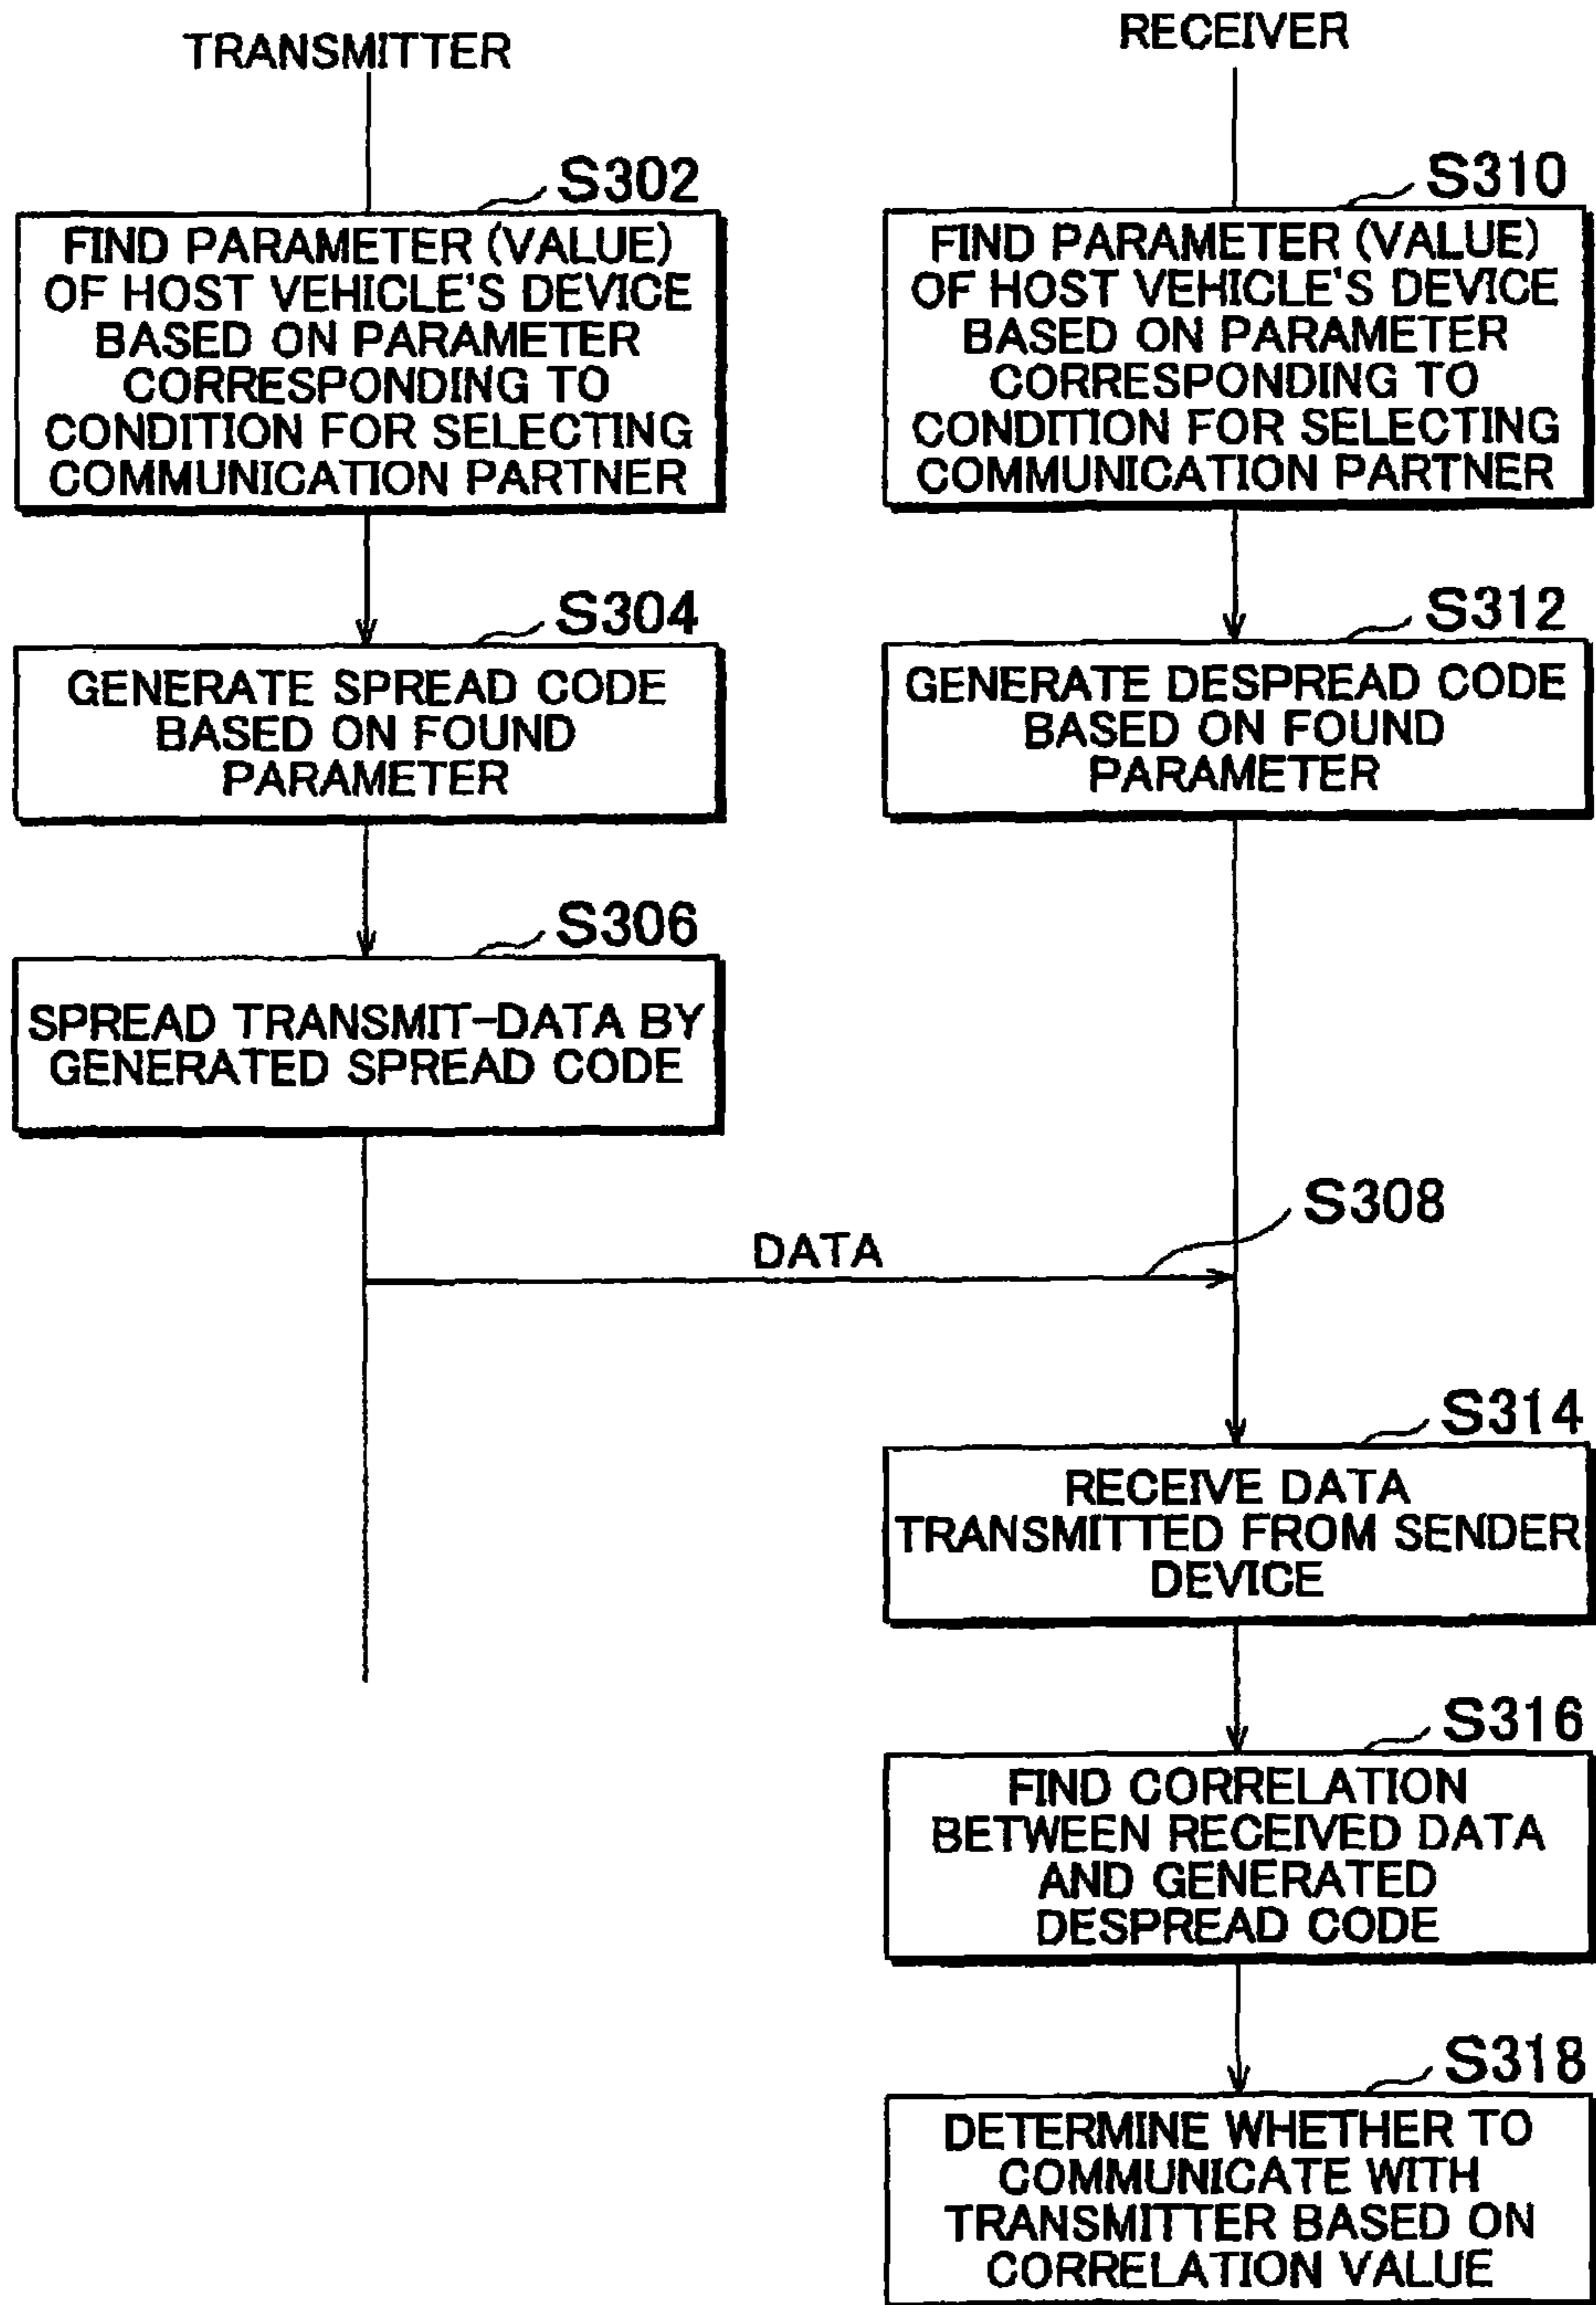 TRANSMITTER
RECEIVER
S302
FIND PARAMETER (VALUE)
OF HOST VEHICLE'S DEVICE
BASED ON PARAMETER
CORRESPONDING TO
CONDITION FOR SELECTING
COMMUNICATION PARTNER
S310
FIND PARAMETER (VALUE)
OF HOST VEHICLE'S DEVICE
BASED ON PARAMETER
CORRESPONDING TO
CONDITION FOR SELECTING
COMMUNICATION PARTNER
S304
GENERATE SPREAD CODE
BASED ON FOUND
PARAMETER
S312
GENERATE DESPREAD CODE
BASED ON FOUND
PARAMETER
S306
SPREAD TRANSMIT-DATA BY
GENERATED SPREAD CODE
S308
DATA
S314
RECEIVE DATA
TRANSMITTED FROM SENDER
DEVICE
S316
FIND CORRELATION
BETWEEN RECEIVED DATA
AND GENERATED
DESPREAD CODE
S318
DETERMINE WHETHER TO
COMMUNICATE WITH
TRANSMITTER BASED ON
CORRELATION VALUE